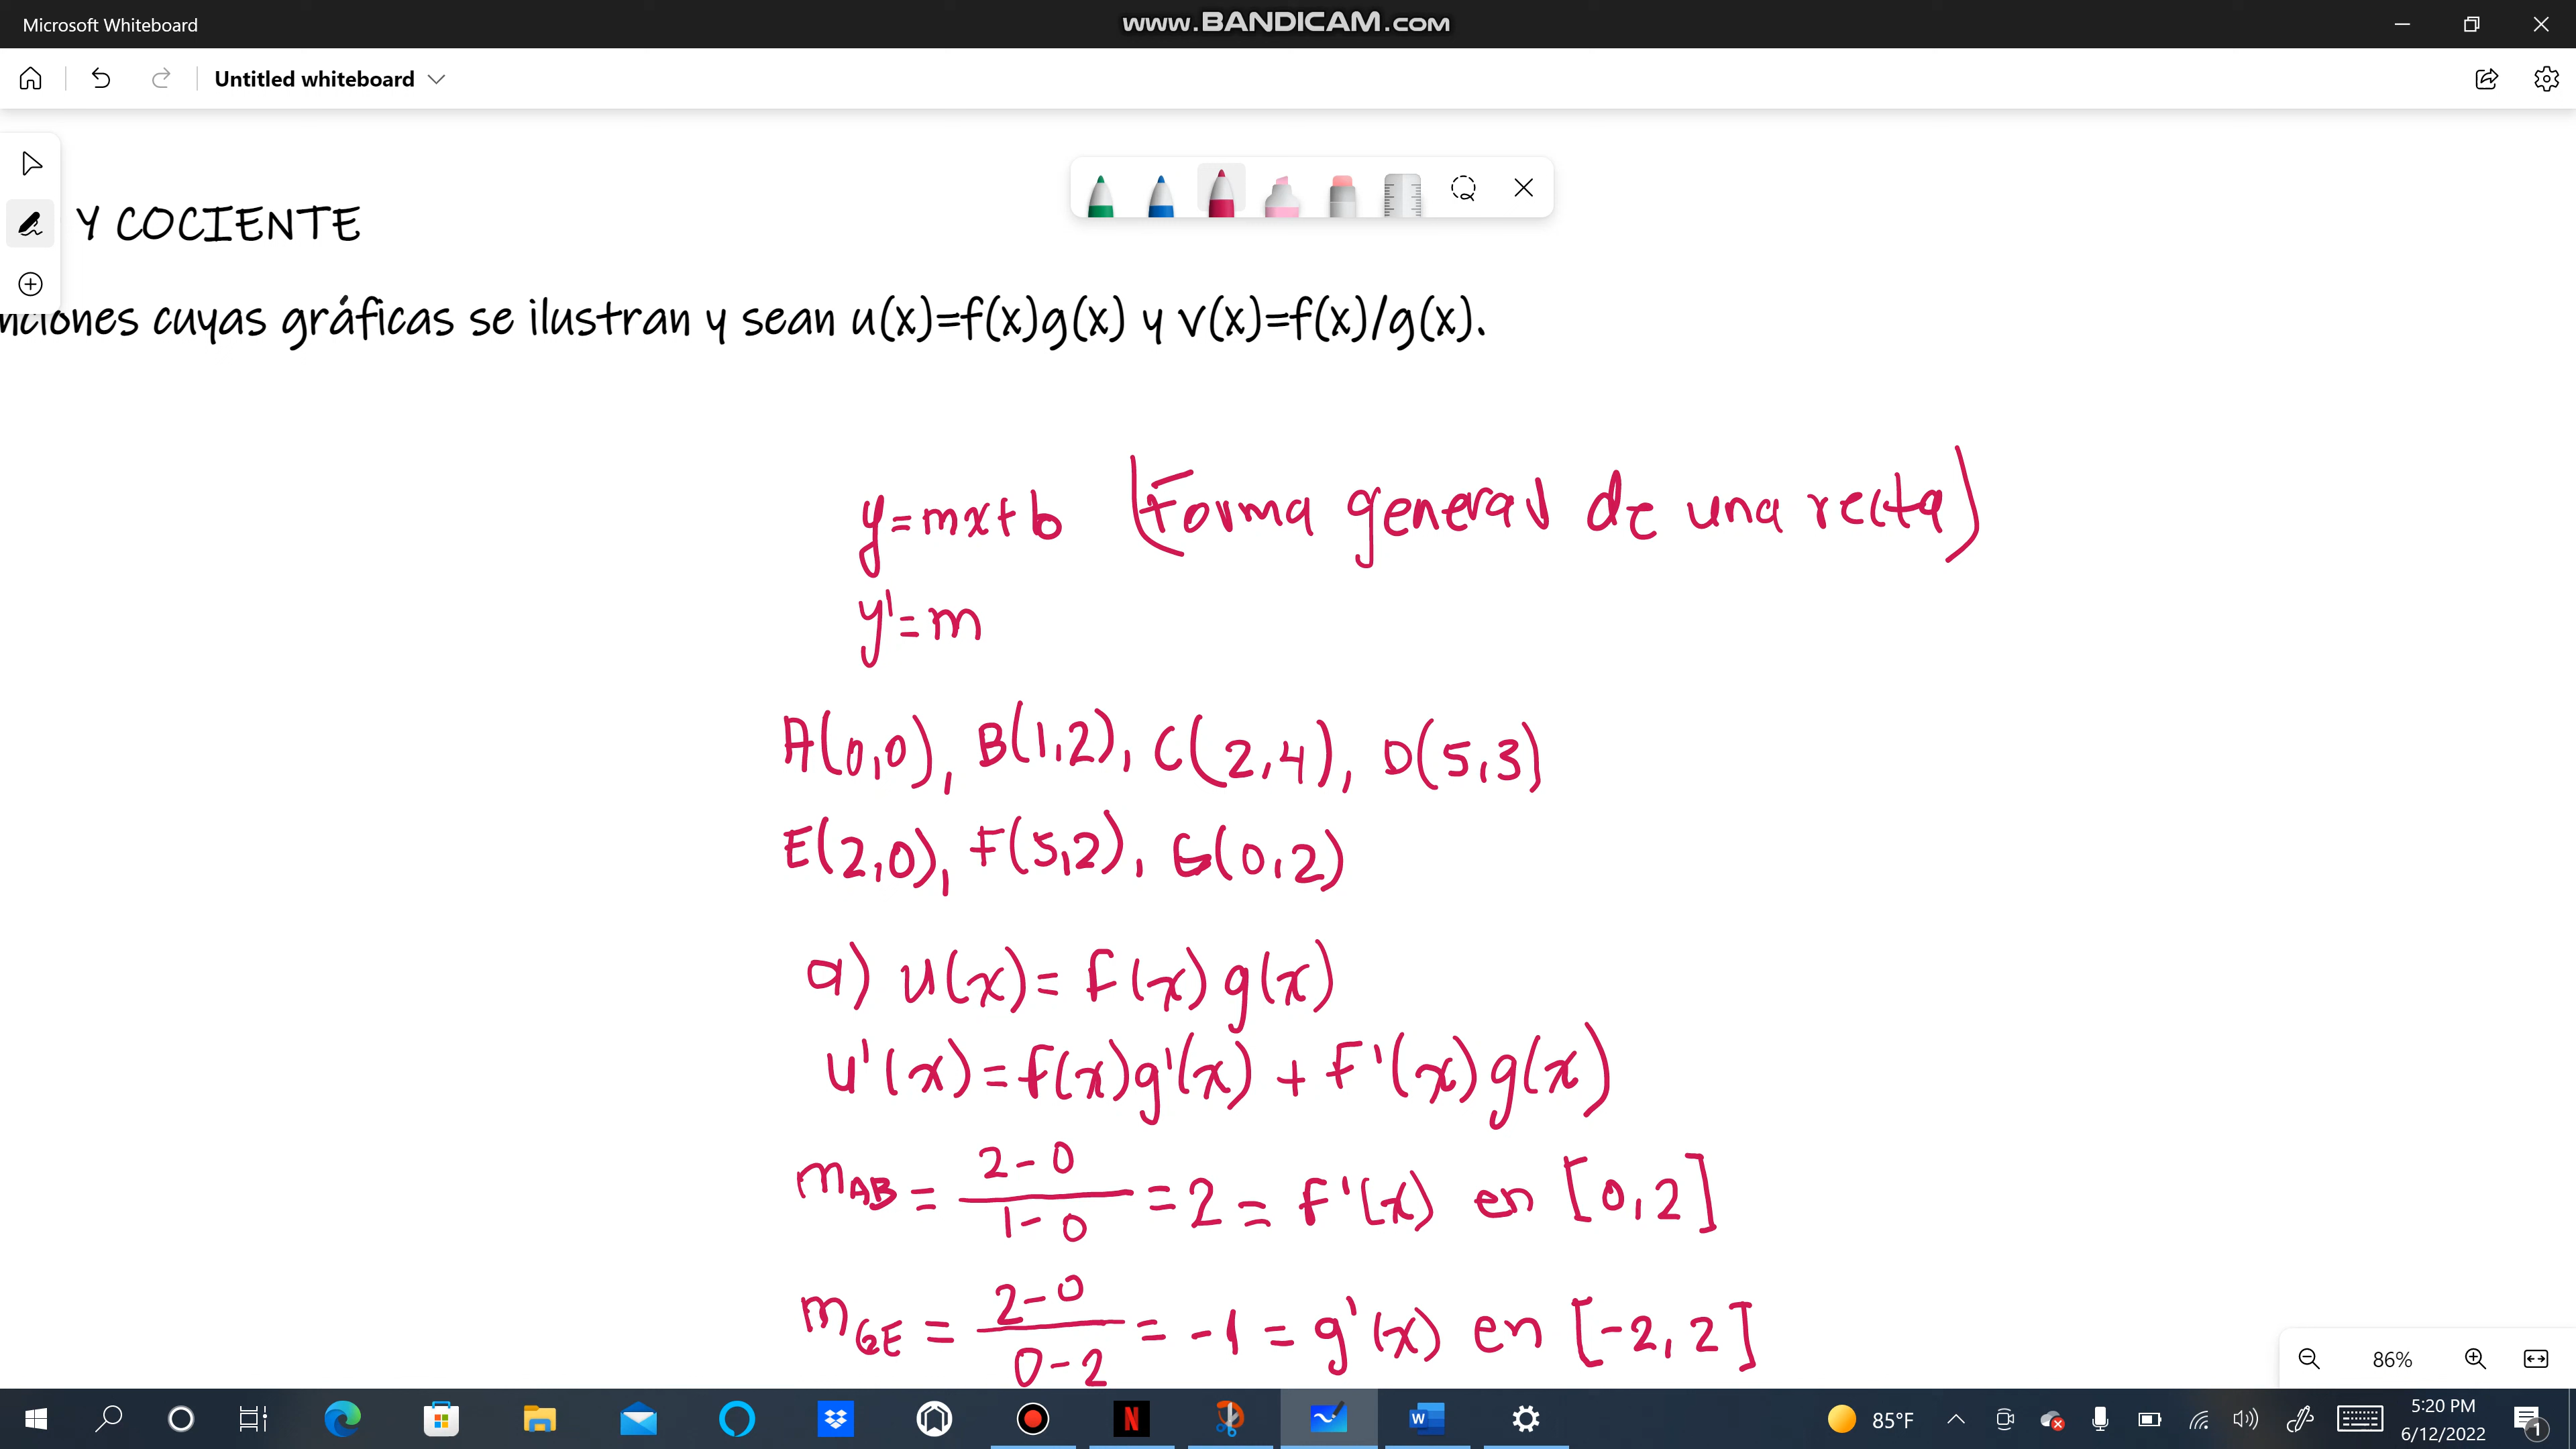 Microsoft Whiteboard
www.BANDICAM.com
Untitled whiteboard
Y COCIENTE
nciones cuyas gráficas se ilustran y sean u(x)=f(x)g(x) y v(x)=f(x)/g(x).
y=mx+b (Forma general de una recta)
y'=m
A(0,0), B(1,2), C(2,4), D(5,3)
E(2,0), F(5,2), G(0,2)
a) u(x)=f(x)g(x)
u'(x)=f(x)g'(x)+f'(x)g(x)
mAB = 2-0 / 1-0 = 2 = f'(x) en [0,2]
mGE = 2-0 / 0-2 = -1 = g'(x) en [-2,2]
86%
85°F
5:20 PM
6/12/2022
1